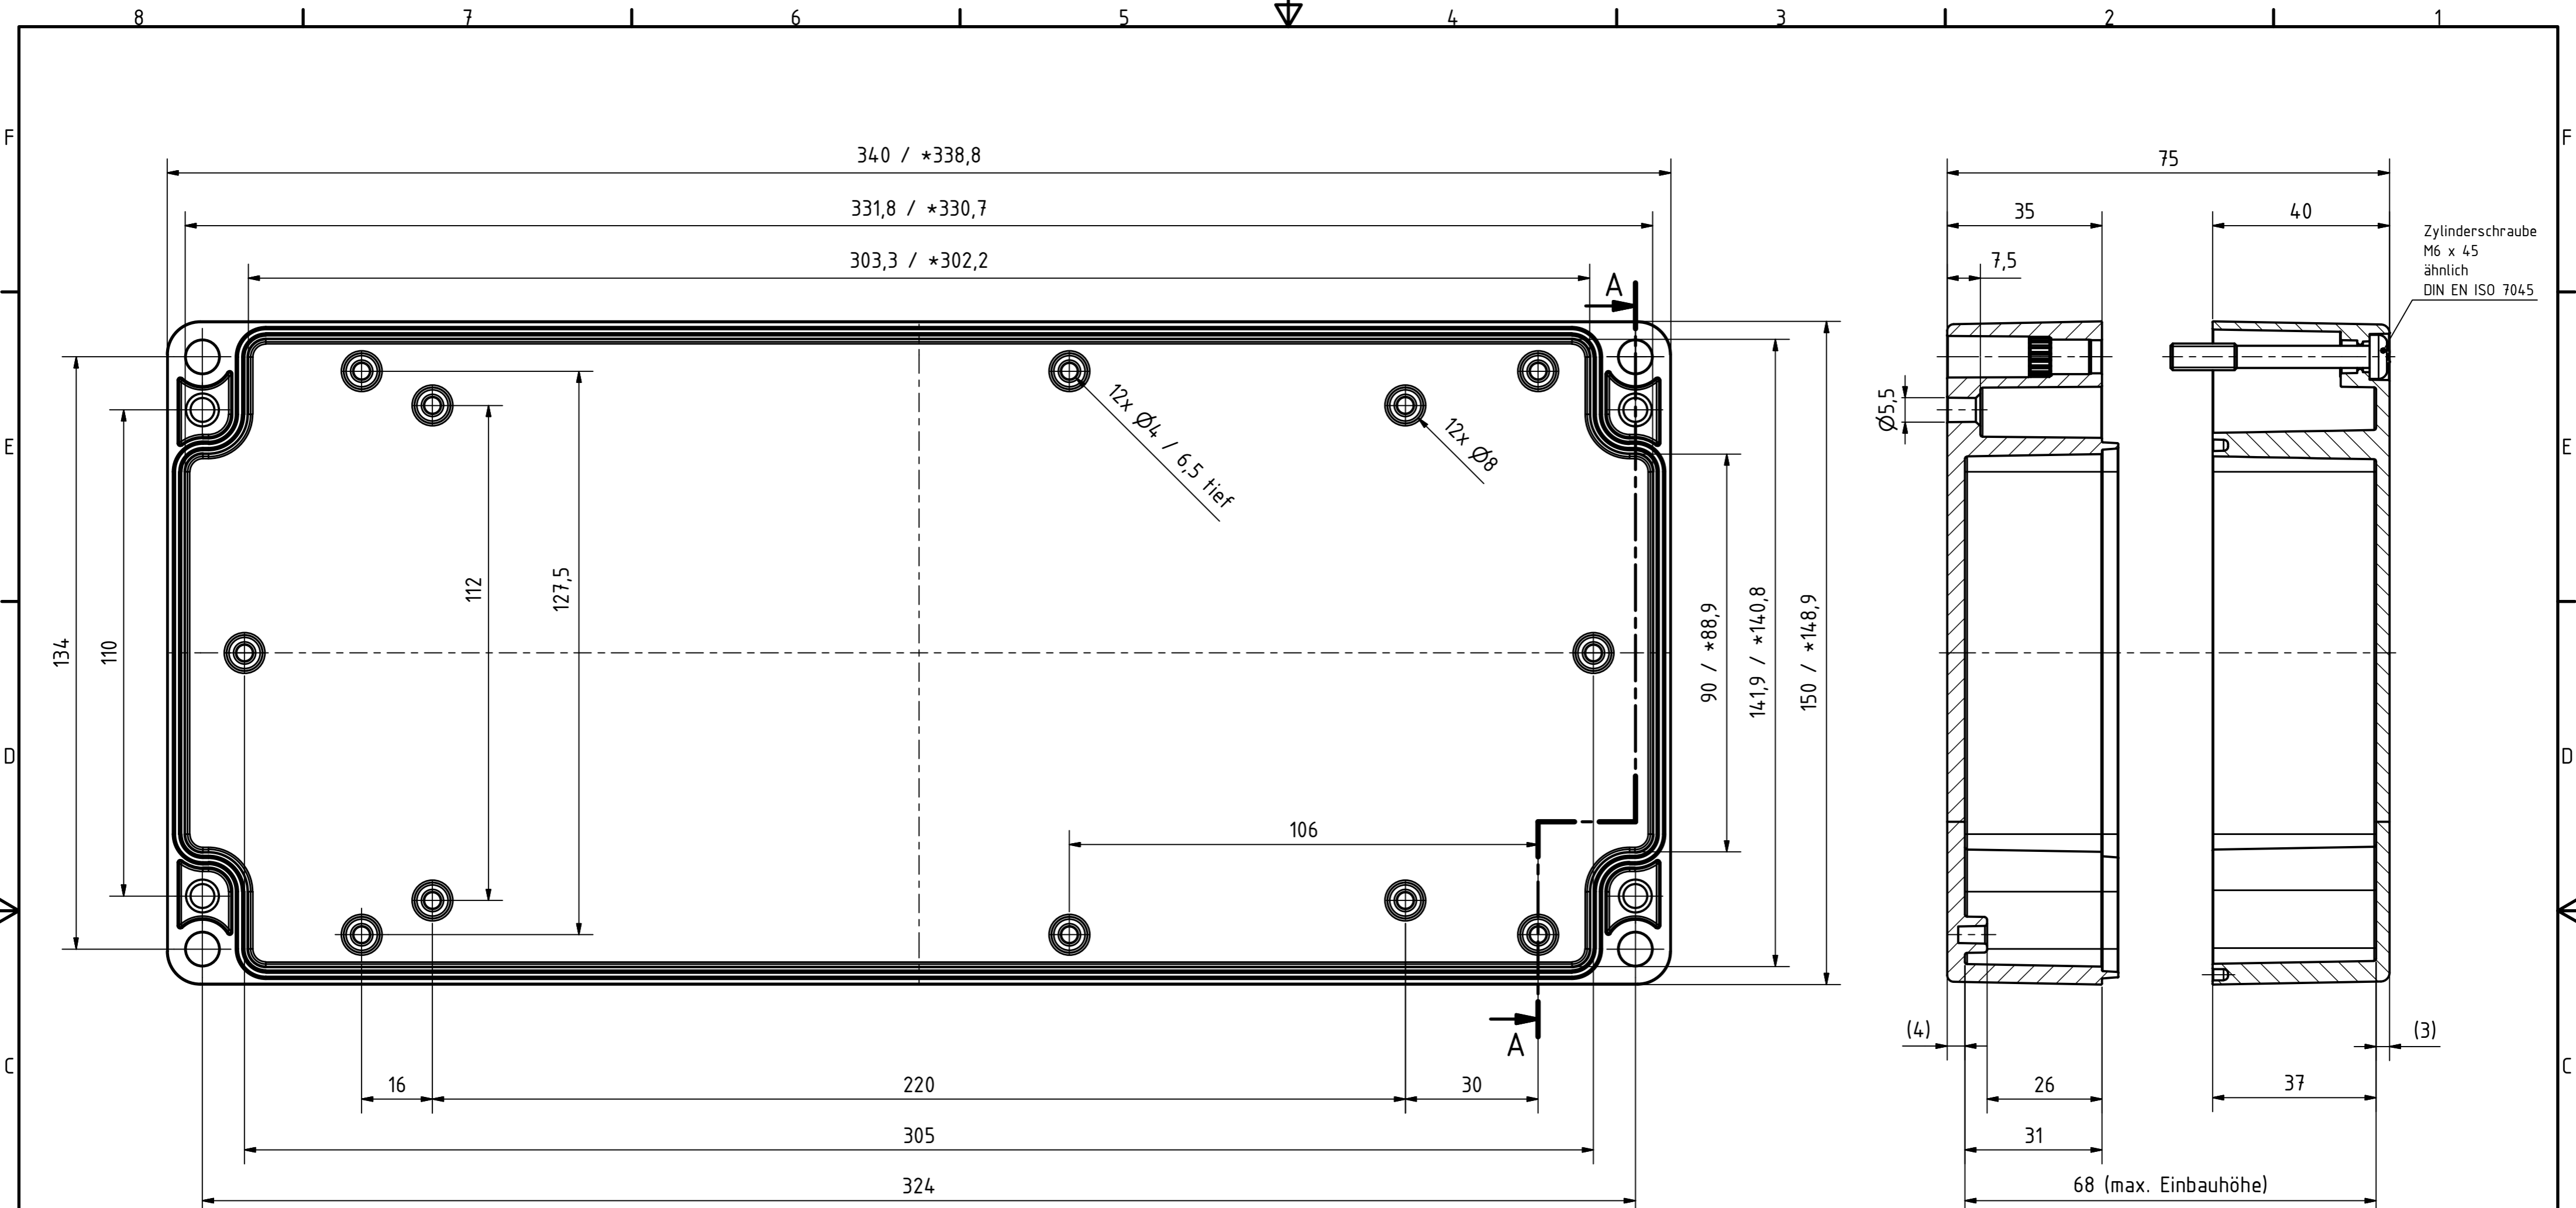 8 7 6 5 4 3 2 1
F F
340 / *338,8
75
331,8 / *330,7
35
40
Zylinderschraube
M6 x 45
ähnlich
DIN EN ISO 7045
303,3 / *302,2
7,5
A
12x Ø4 / 6,5 tief
12x Ø8
Ø5,5
E E
134
110
112
127,5
90 / *88,9
141,9 / *140,8
150 / *148,9
D D
106
A
(4)
(3)
C C
16
220
30
26
37
305
31
324
68 (max. Einbauhöhe)